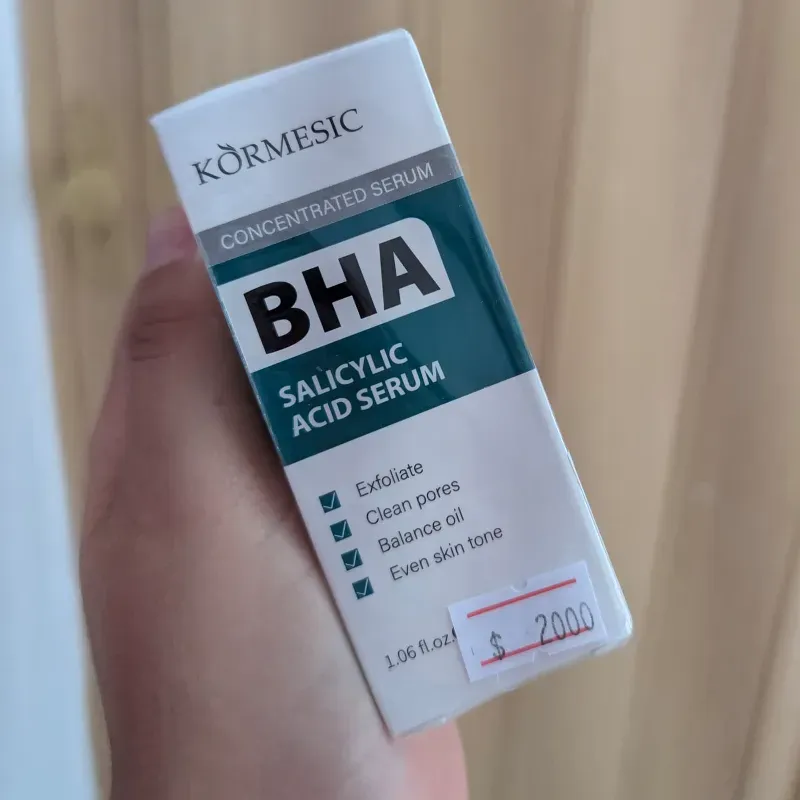 KORMESIC
CONCENTRATED SERUM
BHA
SALICYLIC
ACID SERUM
Exfoliate
Clean pores
Balance oil
Even skin tone
1.06 fl.oz.
$ 2000